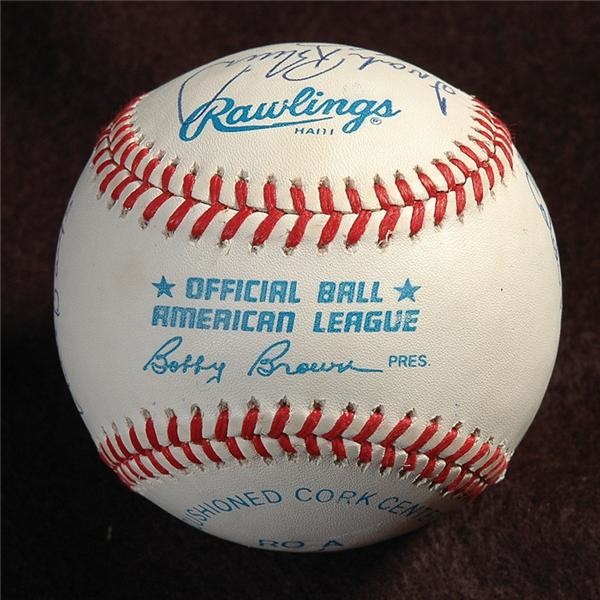 Rawlings®
HAITI
★ OFFICIAL BALL ★
AMERICAN LEAGUE
Bobby Brown PRES.
CUSHIONED CORK CENTER
RO-A